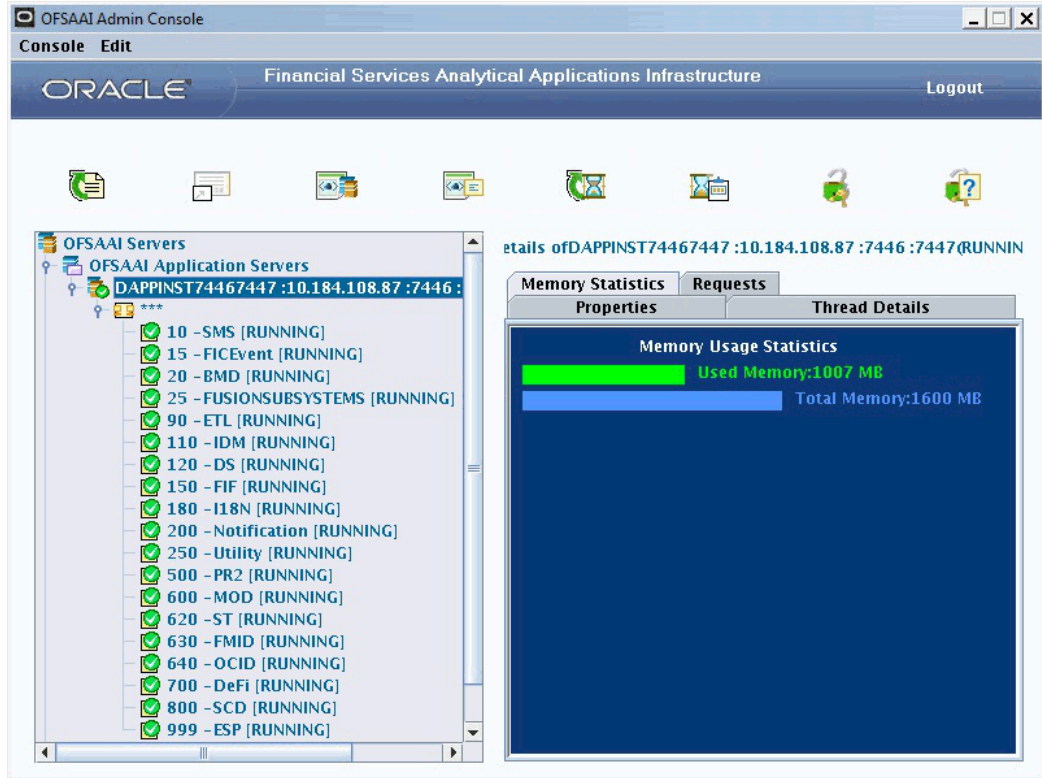 OFSAAI Admin Console
Console Edit
ORACLE
Financial Services Analytical Applications Infrastructure
Logout
OFSAAI Servers
OFSAAI Application Servers
DAPPINST74467447 :10.184.108.87 :7446 :
***
10 -SMS [RUNNING]
15 -FICEvent [RUNNING]
20 -BMD [RUNNING]
25 -FUSIONSUBSYSTEMS [RUNNING]
90 -ETL [RUNNING]
110 -IDM [RUNNING]
120 -DS [RUNNING]
150 -FIF [RUNNING]
180 -I18N [RUNNING]
200 -Notification [RUNNING]
250 -Utility [RUNNING]
500 -PR2 [RUNNING]
600 -MOD [RUNNING]
620 -ST [RUNNING]
630 -FMID [RUNNING]
640 -OCID [RUNNING]
700 -DeFi [RUNNING]
800 -SCD [RUNNING]
999 -ESP [RUNNING]
etails ofDAPPINST74467447 :10.184.108.87 :7446 :7447(RUNNIN
Memory Statistics Requests
Properties Thread Details
Memory Usage Statistics
Used Memory:1007 MB
Total Memory:1600 MB